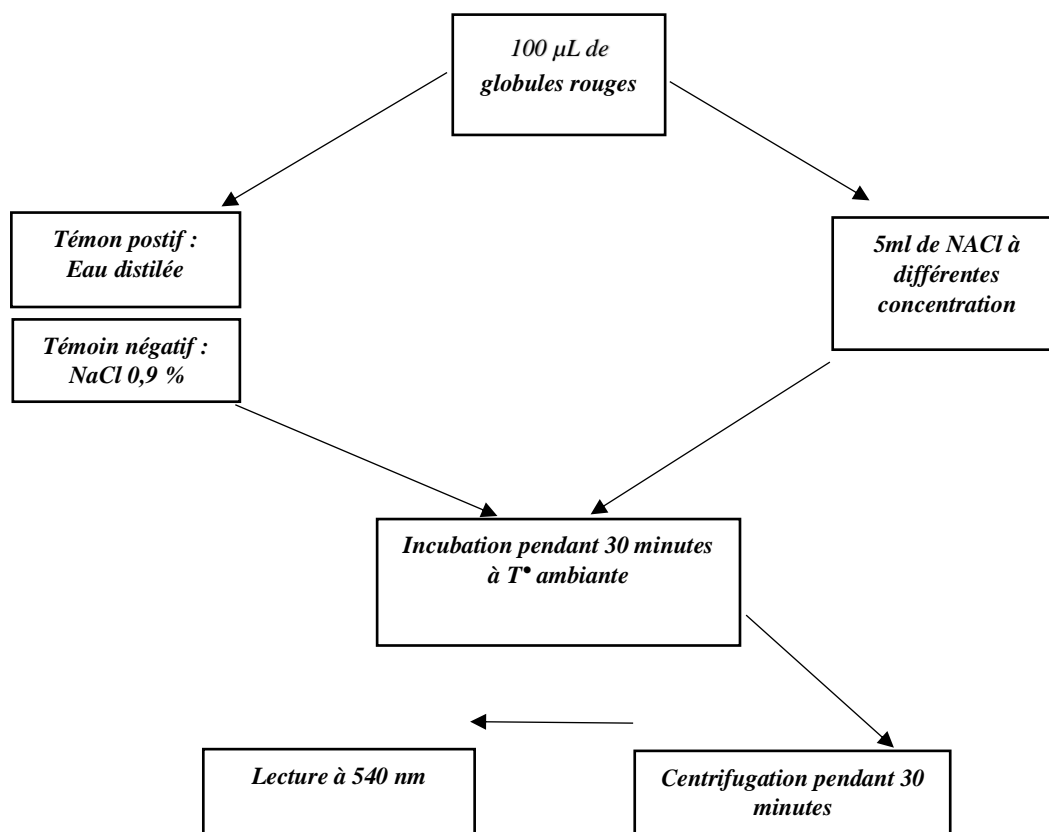 100 µL de
globules rouges
Témon postif :
Eau distilée
5ml de NACl à
différentes
concentration
Témoin négatif :
NaCl 0,9 %
Incubation pendant 30 minutes
à T• ambiante
Lecture à 540 nm
Centrifugation pendant 30
minutes